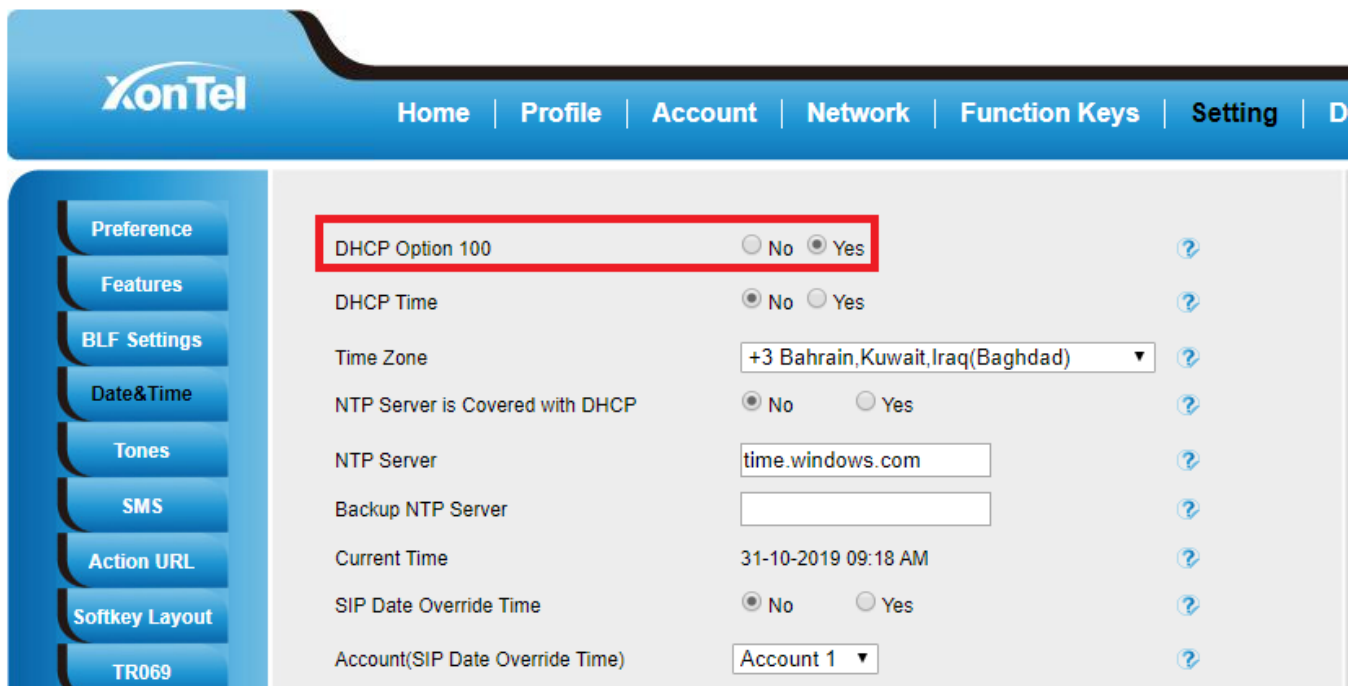 XonTel
Home | Profile | Account | Network | Function Keys | Setting | D
Preference
Features
BLF Settings
Date&Time
Tones
SMS
Action URL
Softkey Layout
TR069
DHCP Option 100 No Yes
DHCP Time No Yes
Time Zone +3 Bahrain,Kuwait,Iraq(Baghdad)
NTP Server is Covered with DHCP No Yes
NTP Server time.windows.com
Backup NTP Server
Current Time 31-10-2019 09:18 AM
SIP Date Override Time No Yes
Account(SIP Date Override Time) Account 1